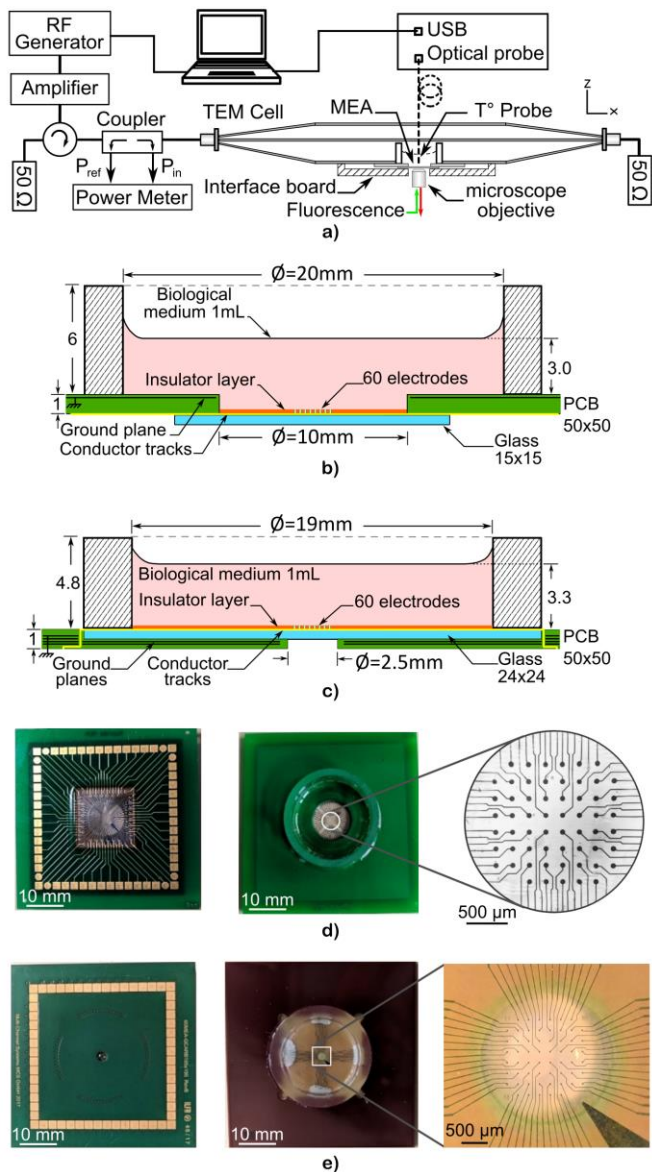 RF
Generator
USB
Optical probe
Amplifier
Coupler
TEM Cell
MEA
T° Probe
z
x
50 Ω
P_ref
P_in
Power Meter
Interface board
Fluorescence
microscope
objective
50 Ω
a)
Ø=20mm
Biological
medium 1mL
6
3.0
Insulator layer
60 electrodes
1
Ground plane
Conductor tracks
Ø=10mm
PCB
50x50
Glass
15x15
b)
Ø=19mm
4.8
Biological medium 1mL
Insulator layer
60 electrodes
3.3
1
Ground
planes
Conductor
tracks
Ø=2.5mm
PCB
50x50
Glass
24x24
c)
10 mm
10 mm
500 µm
d)
10 mm
10 mm
500 µm
e)